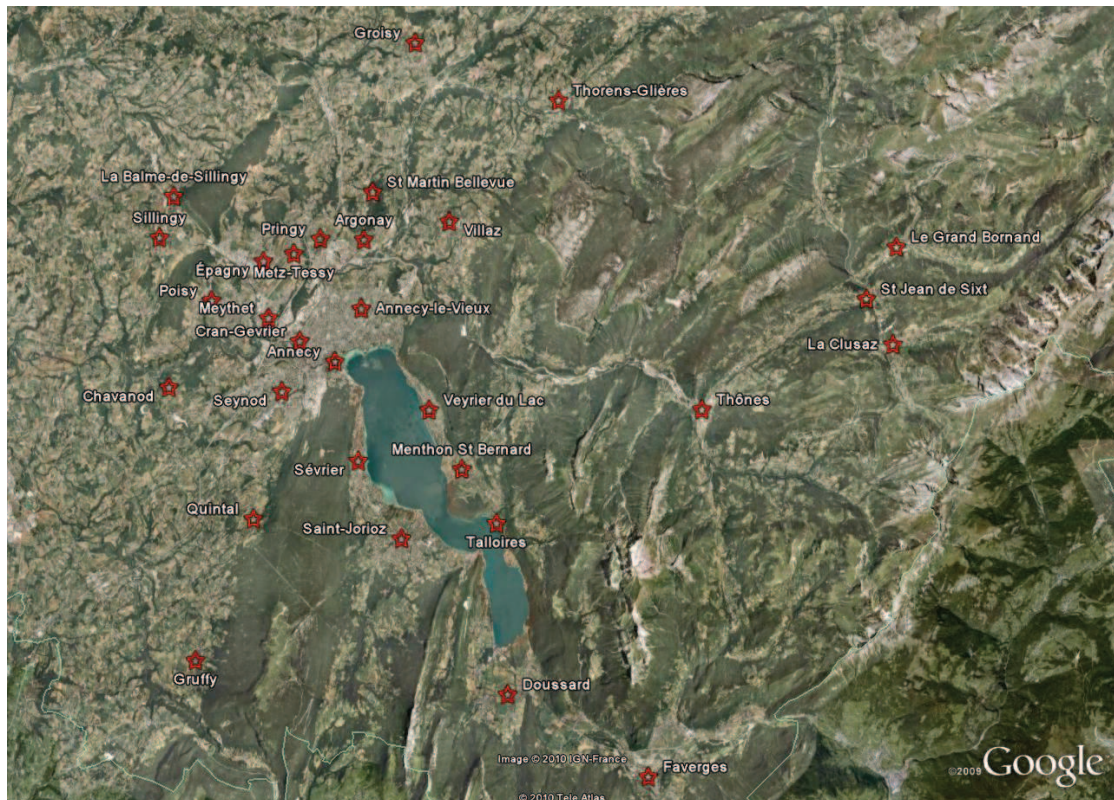 Groisy
Thorens-Glières
La Balme-de-Sillingy
St Martin Bellevue
Sillingy
Pringy
Argonay
Villaz
Le Grand Bornand
Épagny
Metz-Tessy
Poisy
St Jean de Sixt
Meythet
Annecy-le-Vieux
Cran-Gevrier
La Clusaz
Annecy
Chavanod
Seynod
Veyrier du Lac
Thônes
Menthon St Bernard
Sévrier
Quintal
Saint-Jorioz
Talloires
Gruffy
Doussard
Image © 2010 IGN-France
Faverges
©2009 Google
© 2010 Tele Atlas